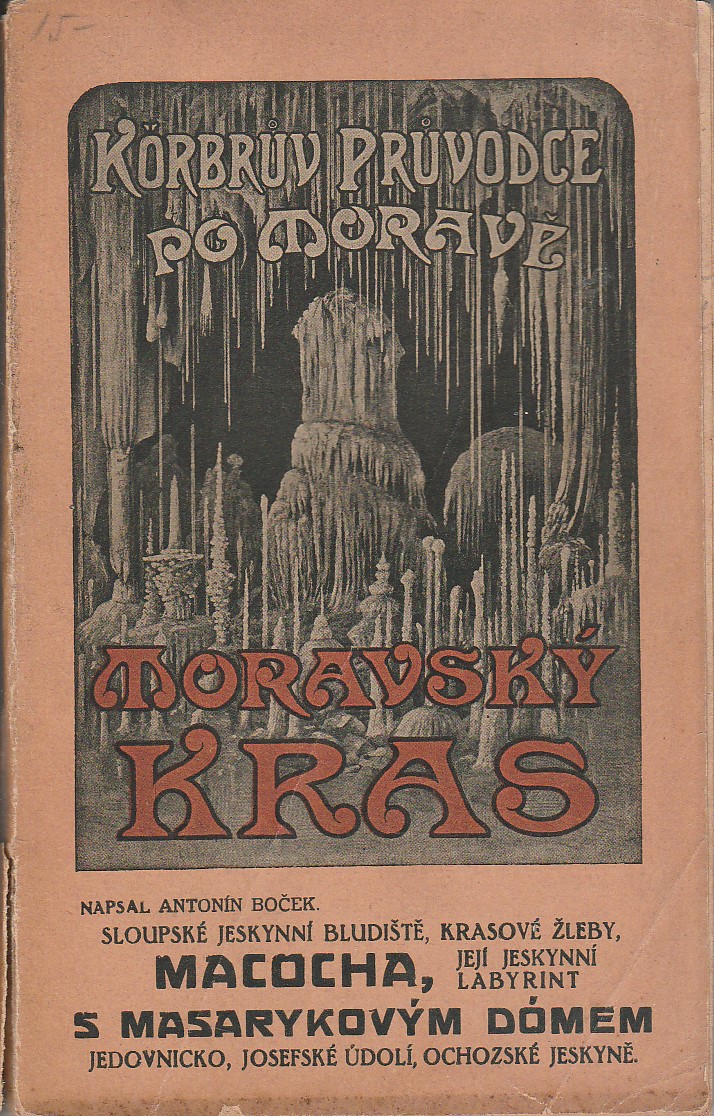 15-
KÖRBRŮV PRŮVODCE
PO MORAVĚ
MORAVSKÝ
KRAS
NAPSAL ANTONÍN BOČEK.
SLOUPSKÉ JESKYNNÍ BLUDIŠTĚ, KRASOVÉ ŽLEBY,
MACOCHA, JEJÍ JESKYNNÍ
LABYRINT
S MASARYKOVÝM DÓMEM
JEDOVNICKO, JOSEFSKÉ ÚDOLÍ, OCHOZSKÉ JESKYNĚ.